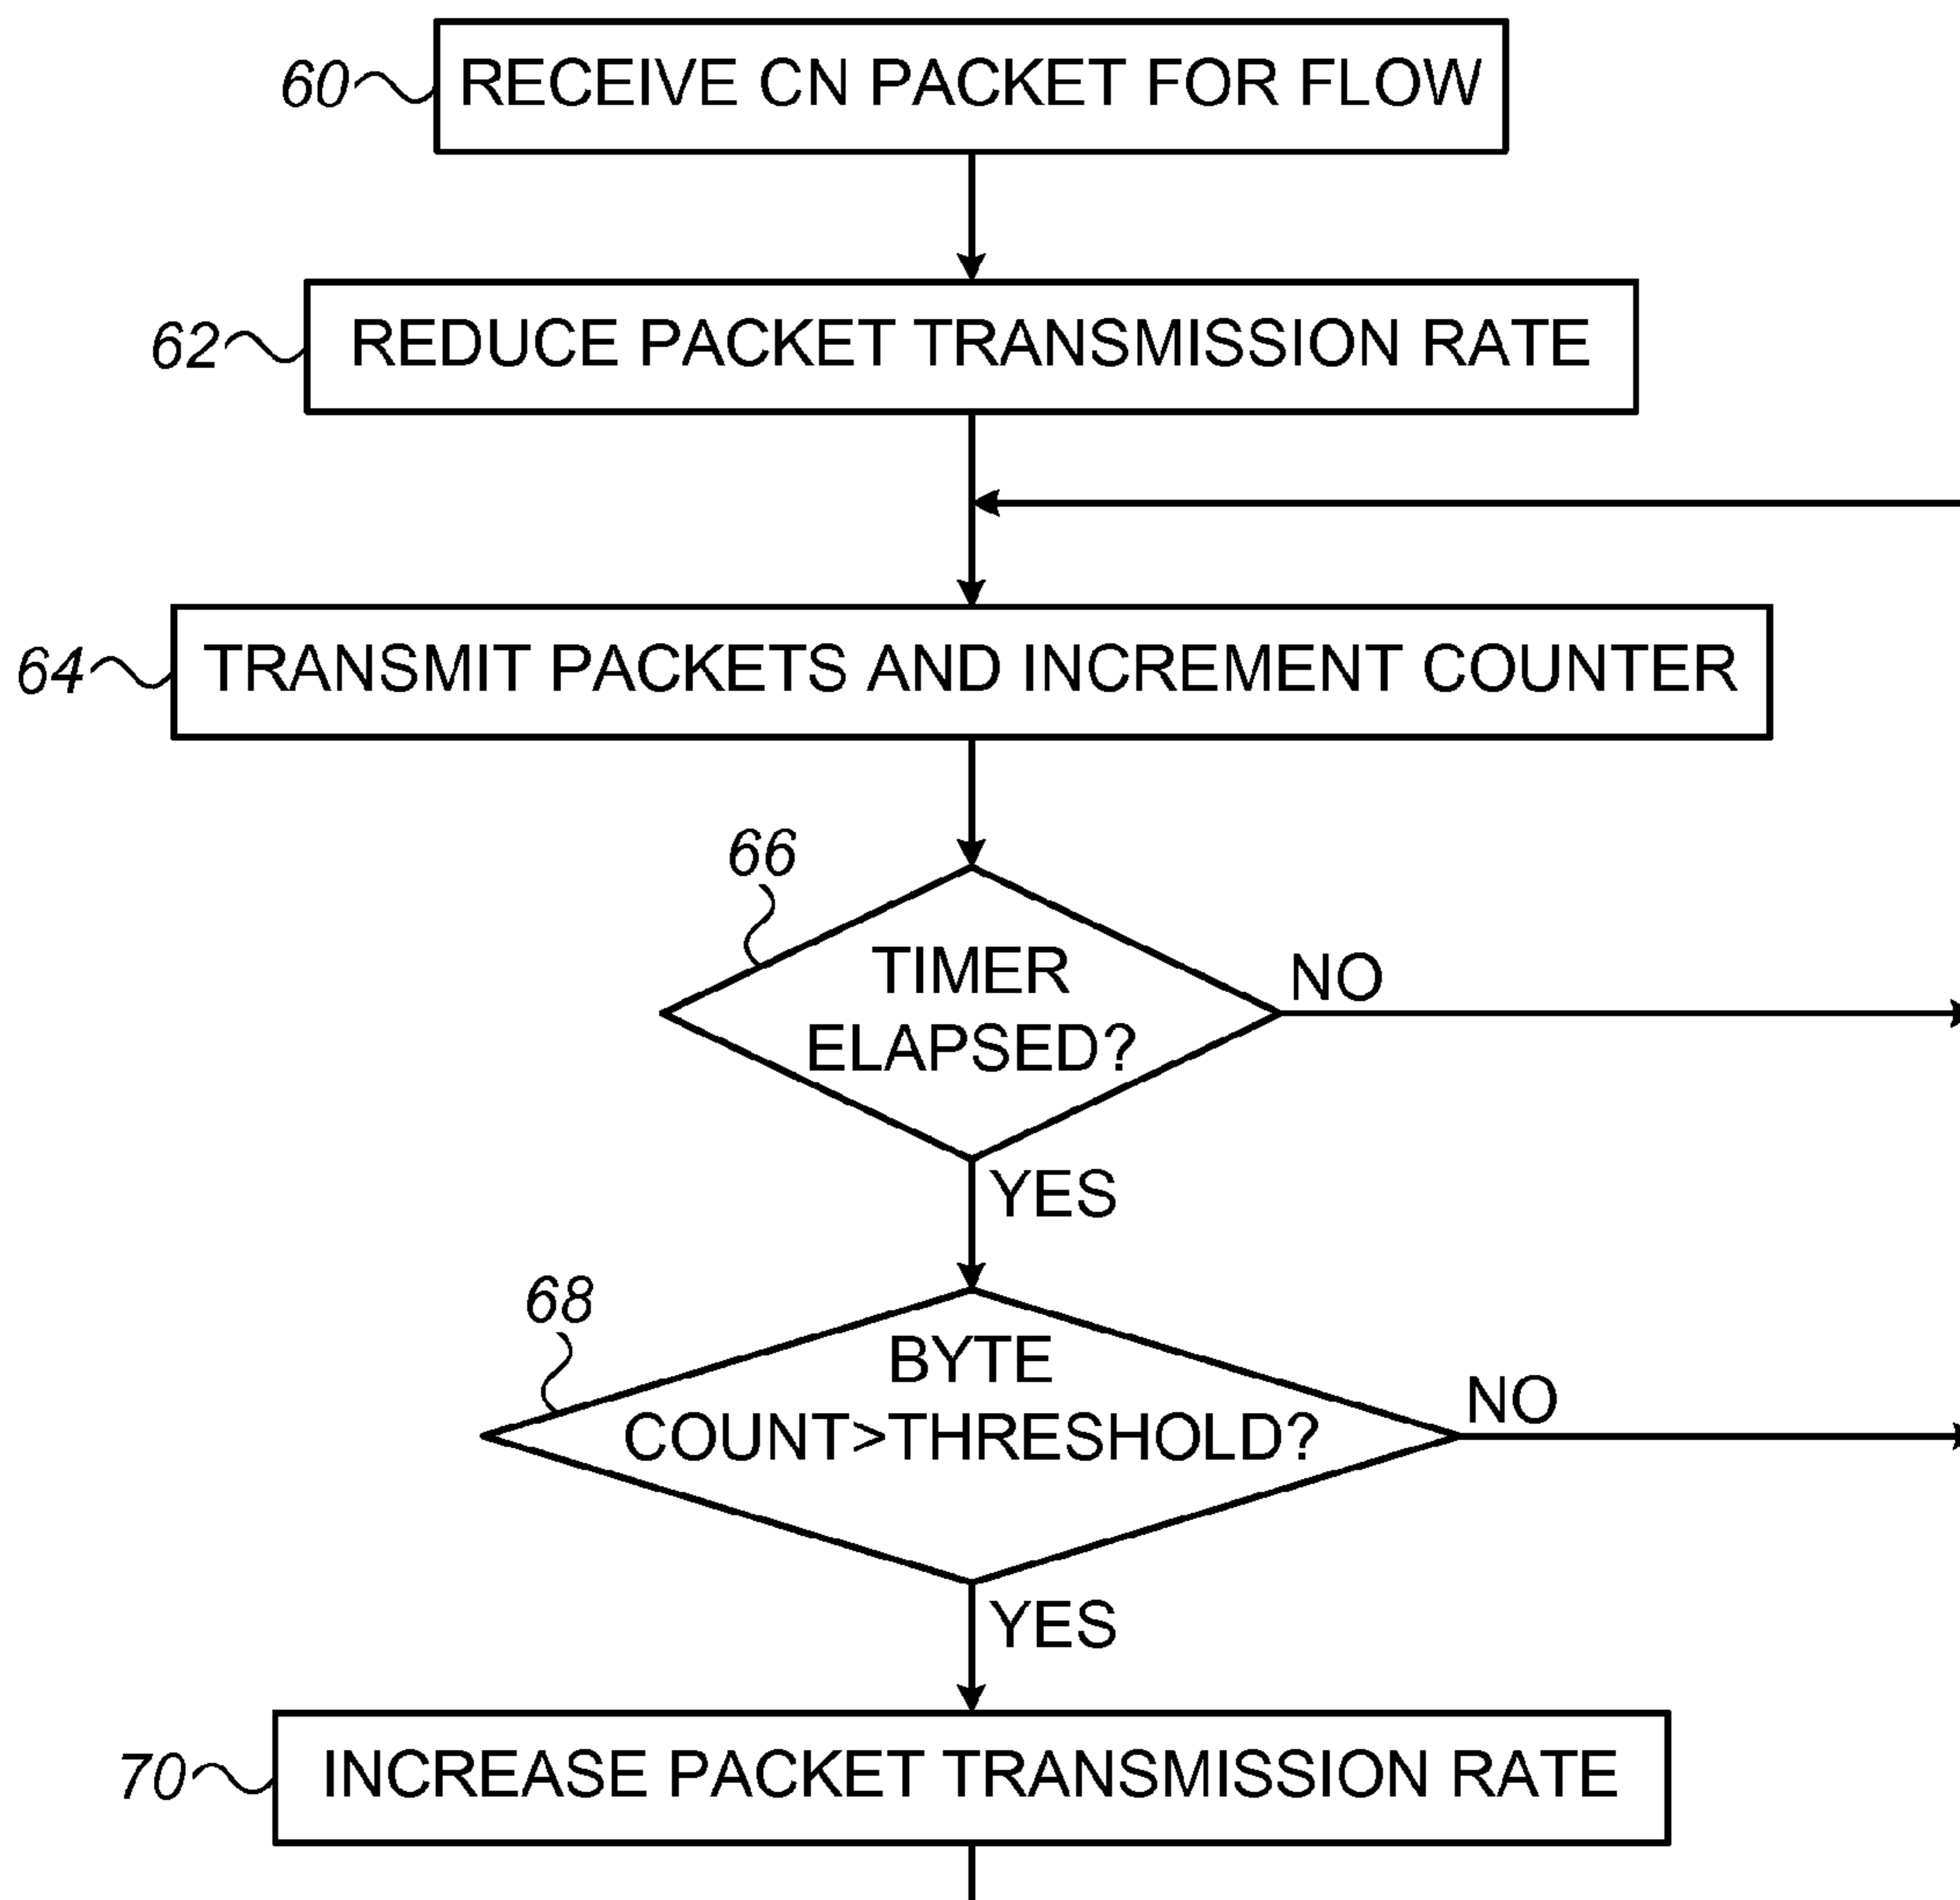 60 RECEIVE CN PACKET FOR FLOW
62 REDUCE PACKET TRANSMISSION RATE
64 TRANSMIT PACKETS AND INCREMENT COUNTER
66
TIMER
ELAPSED?
NO
YES
68
BYTE
COUNT>THRESHOLD?
NO
YES
70 INCREASE PACKET TRANSMISSION RATE